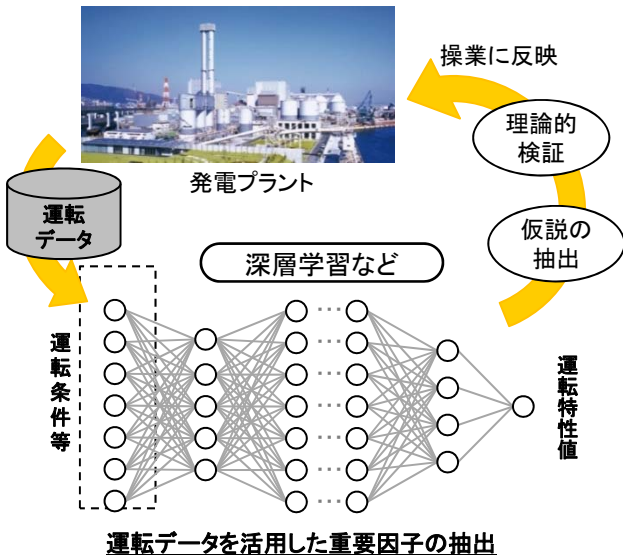 操業に反映
理論的
検証
発電プラント
運転
データ
仮説の
抽出
深層学習など
運転条件等
運転特性値
運転データを活用した重要因子の抽出